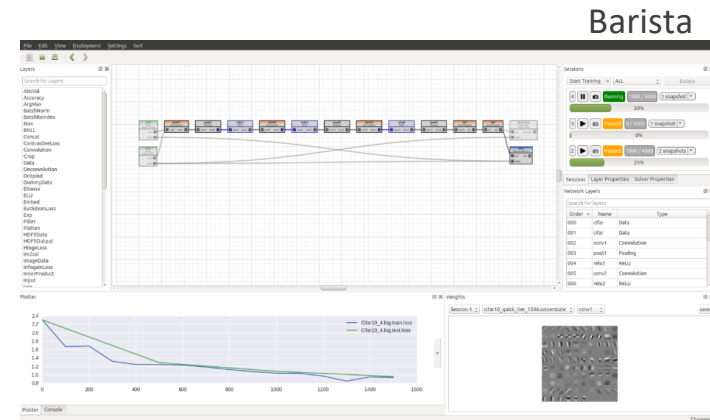 Barista
File Edit View Deployment Settings Sort
Layers
Search for Layers
AbsVal
Accuracy
ArgMax
BatchNorm
BatchReindex
Bias
BNLL
Concat
ContrastiveLoss
Convolution
Crop
Data
Deconvolution
Dropout
DummyData
Eltwise
ELU
Embed
EuclideanLoss
Exp
Filter
Flatten
HDF5Data
HDF5Output
HingeLoss
Im2col
ImageData
InfogainLoss
InnerProduct
Input
Sessions
Start Training ALL Delete
4 Running 1500 / 5000 1 snapshot
30%
3 Paused 1 snapshot
0%
2 Paused 1000 / 4000 2 snapshots
25%
Sessions Layer Properties Solver Properties
Network Layers
Search for layers
Order Name Type
000 cifar Data
001 cifar Data
002 conv1 Convolution
003 pool1 Pooling
004 relu1 ReLU
005 conv2 Convolution
006 relu2 ReLU
Plotter
2.4
2.2
2.0
1.8
1.6
1.4
1.2
1.0
0.8
0 200 400 600 800 1000 1200 1400 1600
Cifar10_4.log.train.loss
Cifar10_4.log.test.loss
Plotter Console
Weights
Session 4 conv1
save